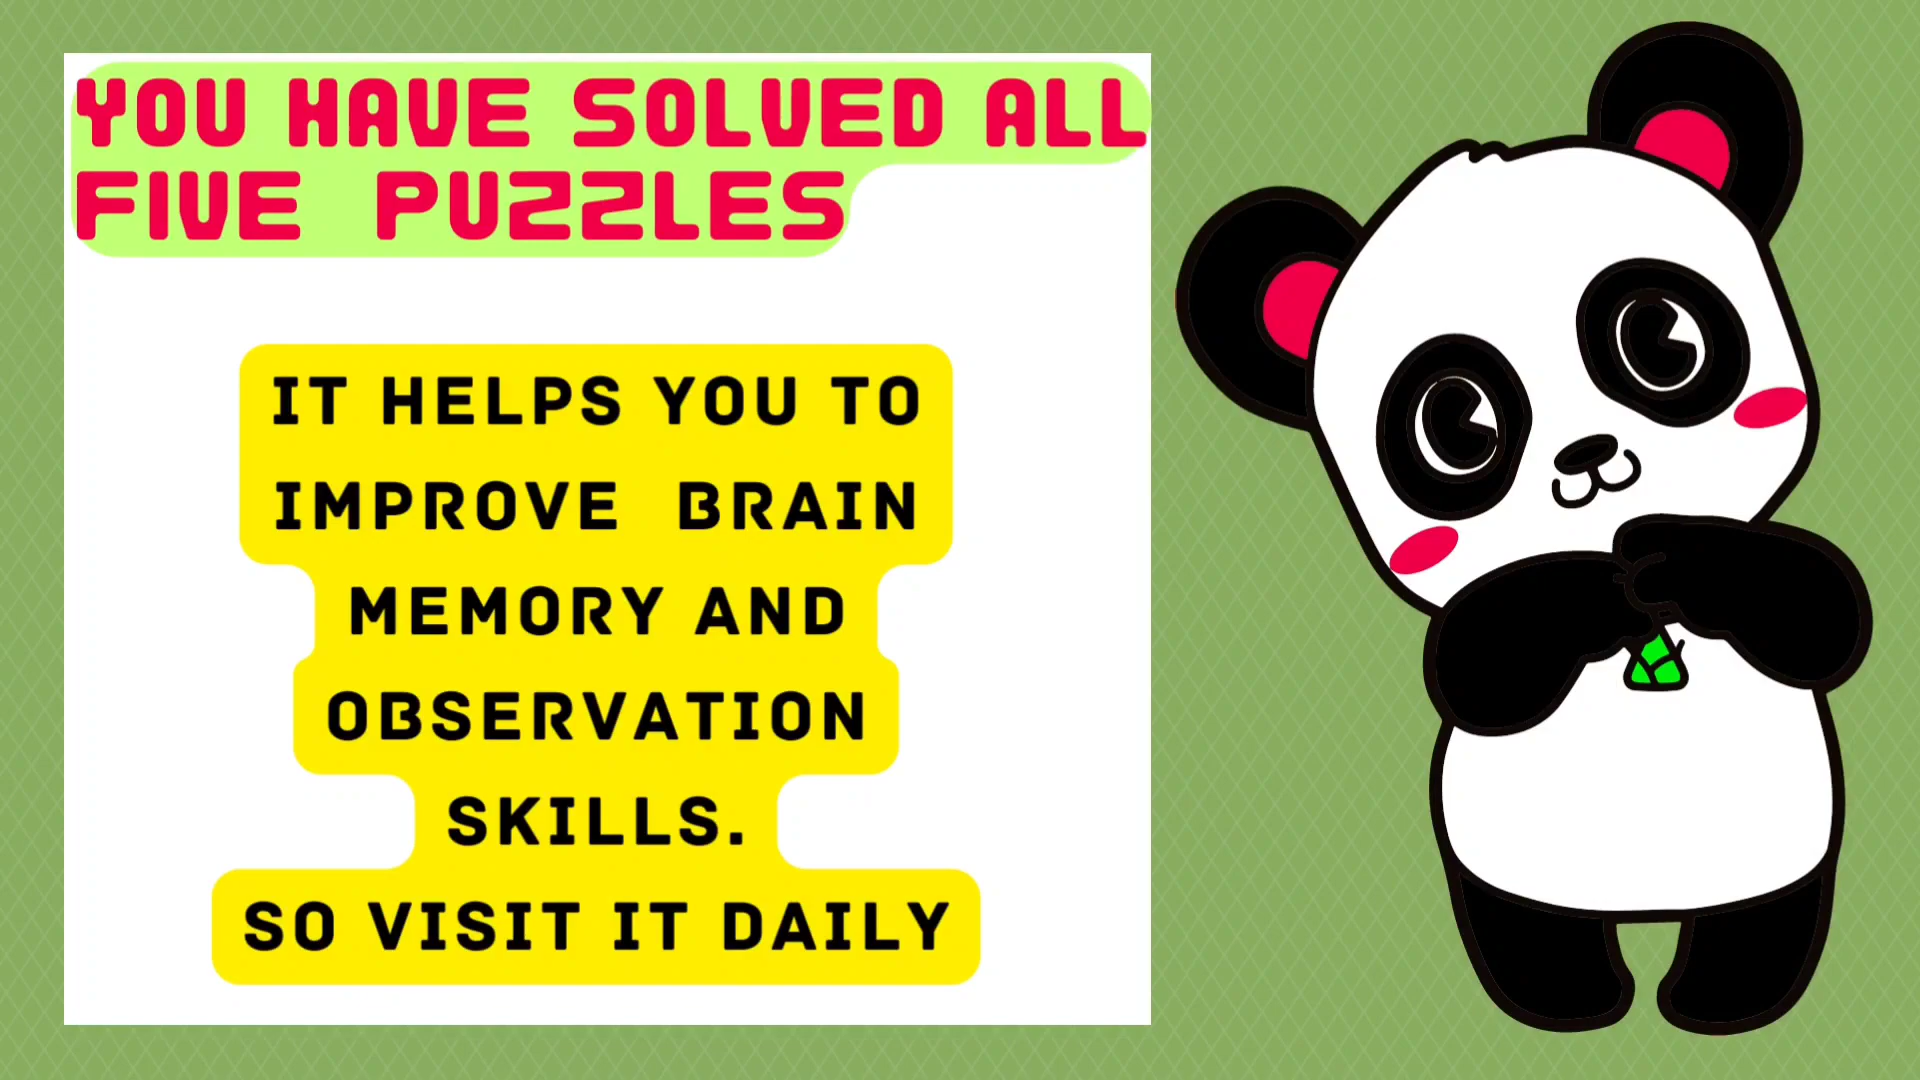 YOU HAVE SOLVED ALL
FIVE PUZZLES
IT HELPS YOU TO
IMPROVE BRAIN
MEMORY AND
OBSERVATION
SKILLS.
SO VISIT IT DAILY